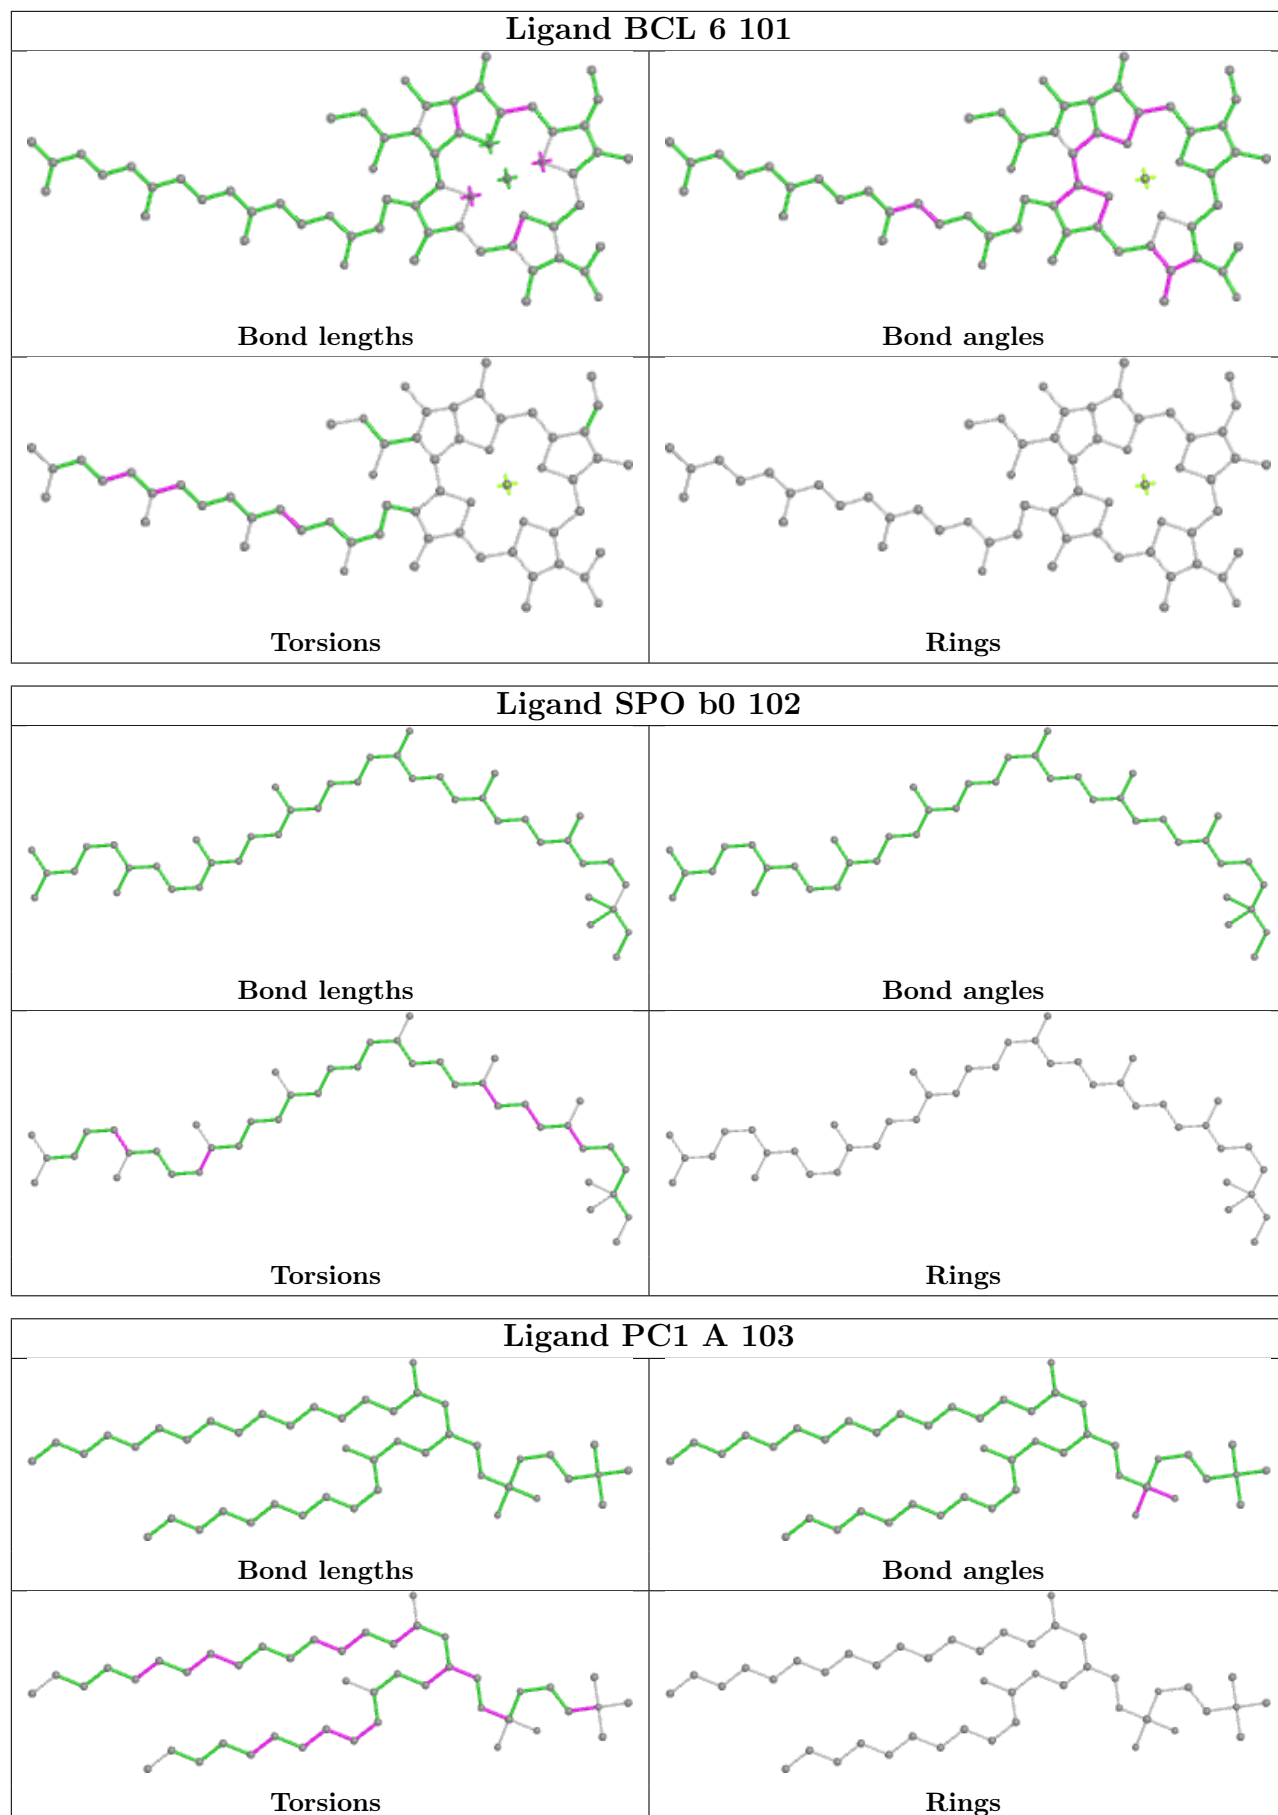 Ligand BCL 6 101
Bond lengths
Bond angles
Torsions
Rings
Ligand SPO b0 102
Bond lengths
Bond angles
Torsions
Rings
Ligand PC1 A 103
Bond lengths
Bond angles
Torsions
Rings